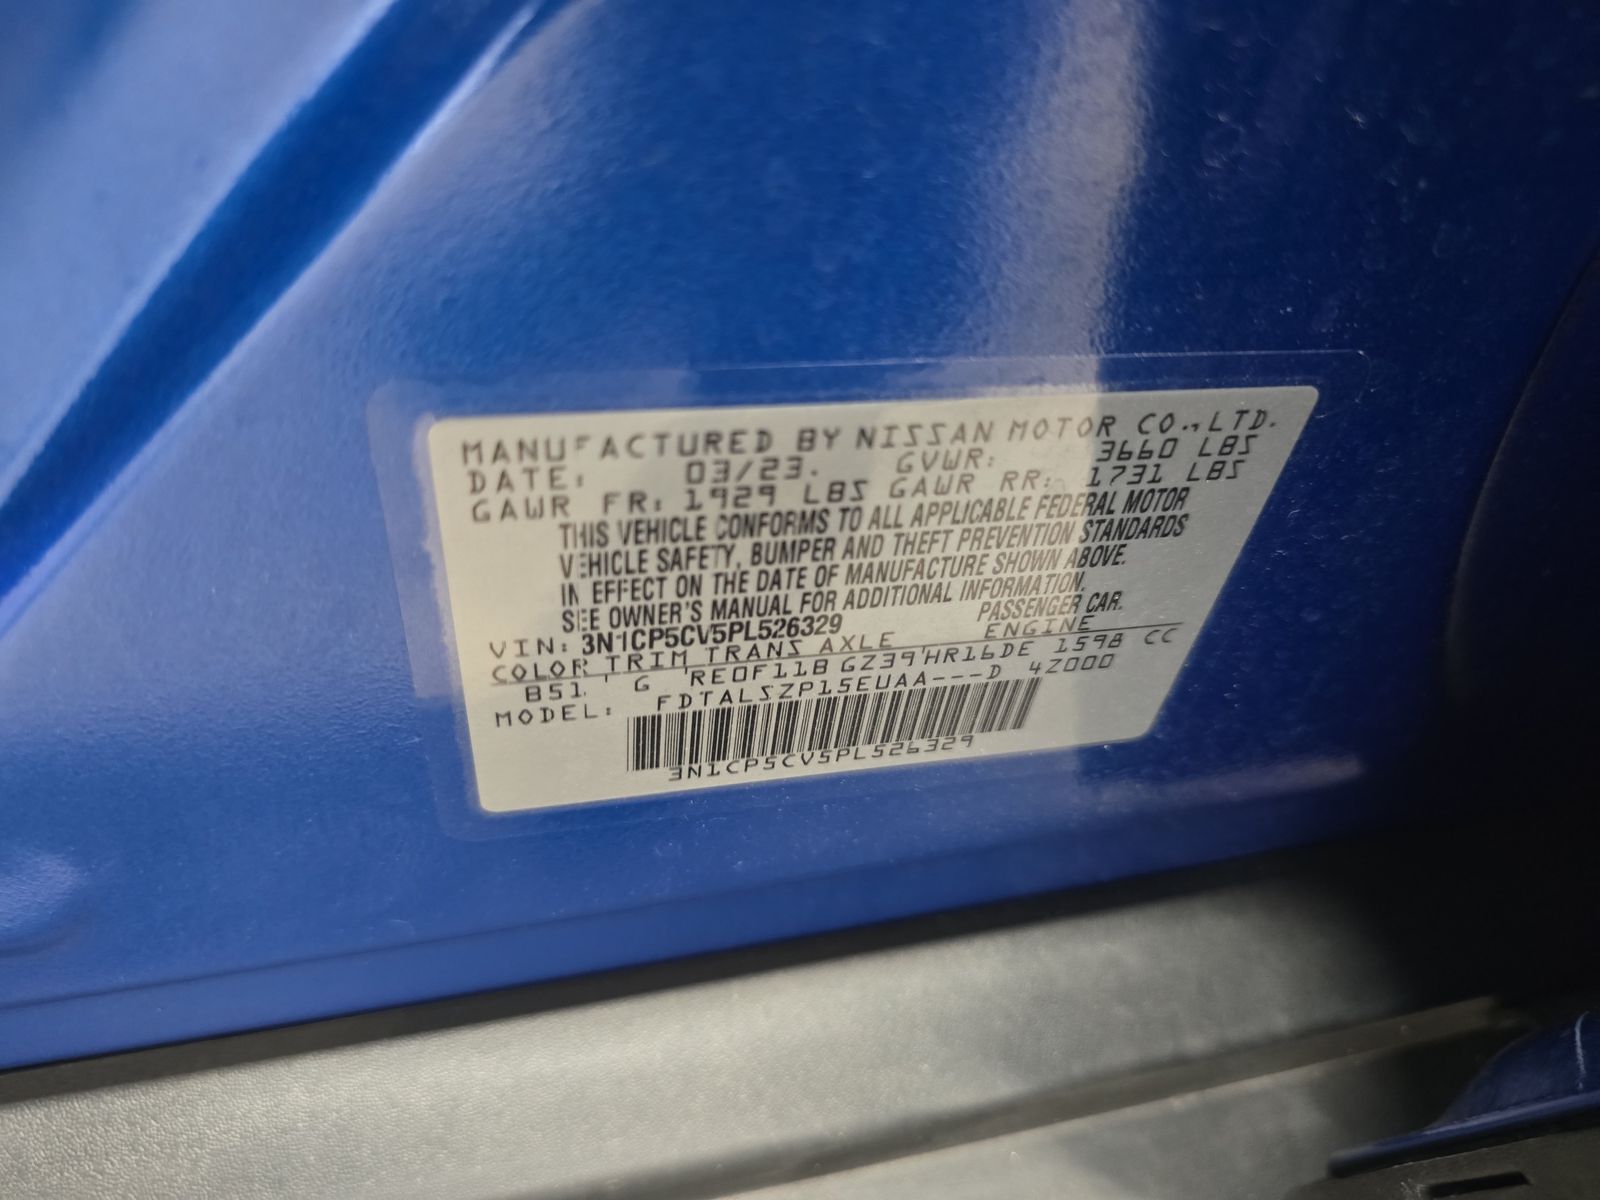 MANUFACTURED BY NISSAN MOTOR CO.,LTD.
DATE: 03/23. GVWR: 3660 LBS
GAWR FR: 1929 LBS GAWR RR: 1731 LBS
THIS VEHICLE CONFORMS TO ALL APPLICABLE FEDERAL MOTOR
VEHICLE SAFETY, BUMPER AND THEFT PREVENTION STANDARDS
IN EFFECT ON THE DATE OF MANUFACTURE SHOWN ABOVE.
SEE OWNER'S MANUAL FOR ADDITIONAL INFORMATION.
VIN: 3N1CP5CV5PL526329 PASSENGER CAR.
COLOR TRIM TRANS AXLE ENGINE
B51 G RE0F11B GZ39 HR16DE 1598 CC
MODEL: FDTALSZP15EUAA---D 4Z000
3N1CP5CV5PL526329